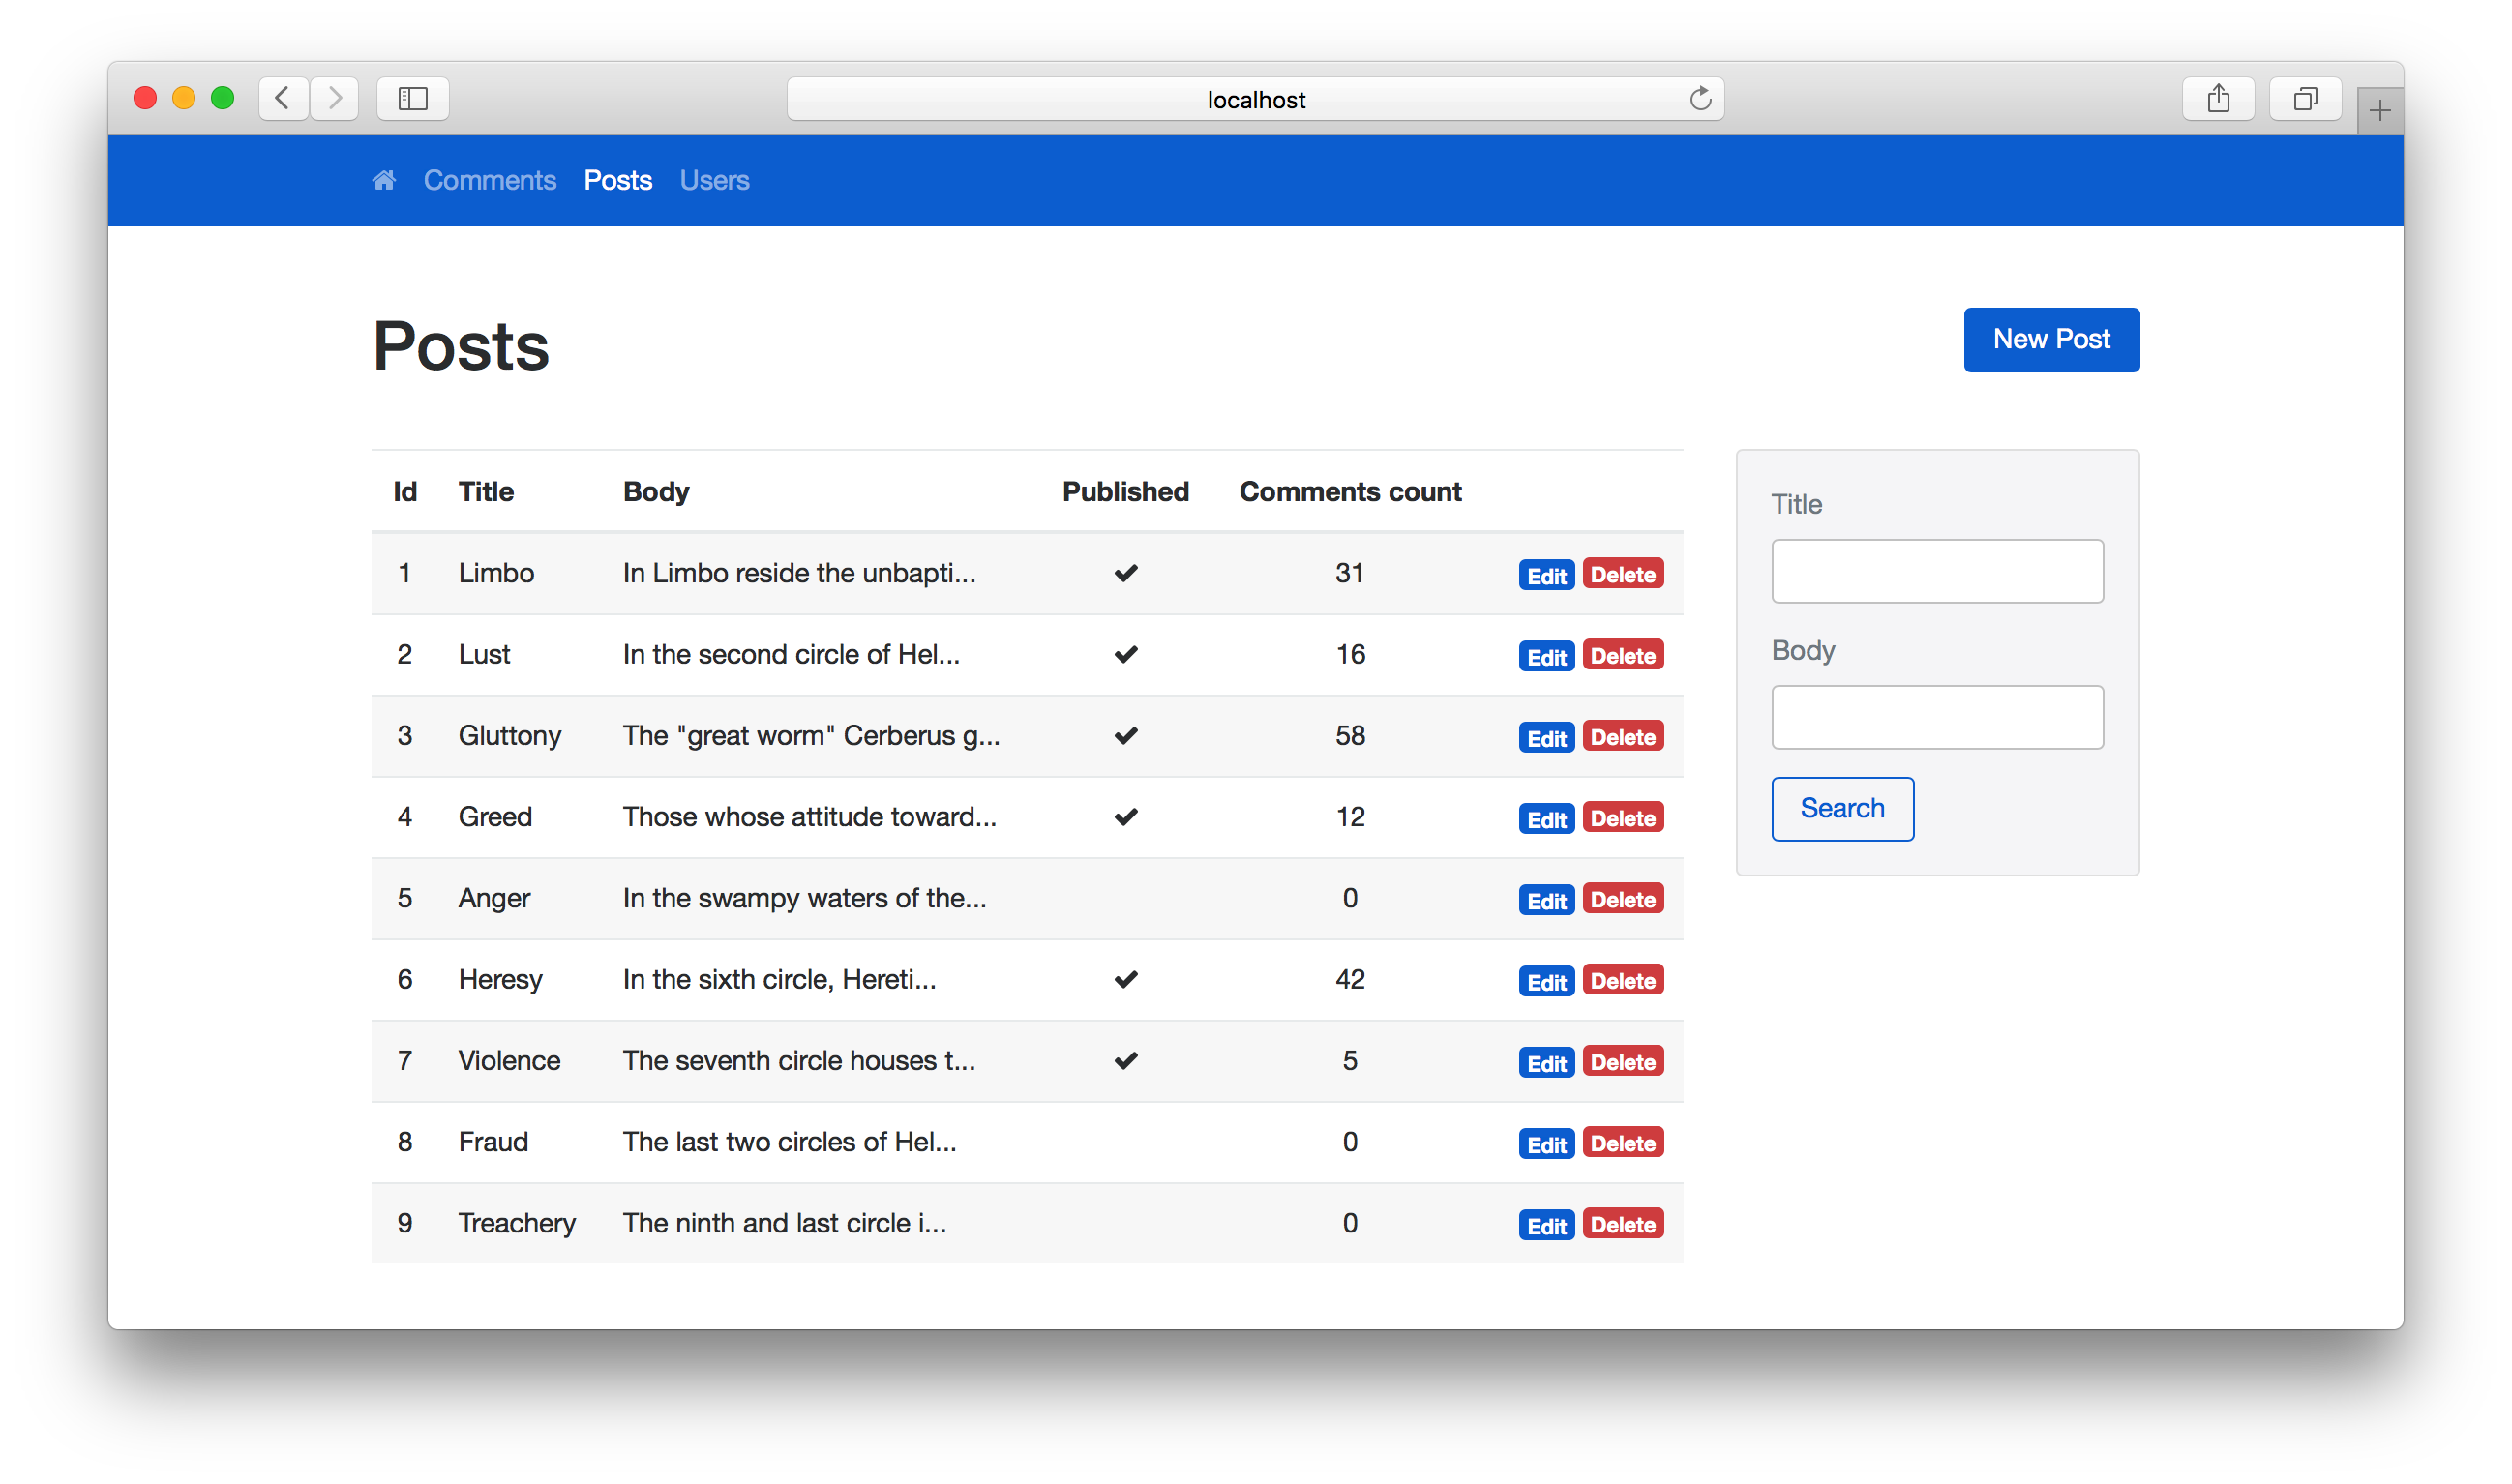 localhost
Comments Posts Users
Posts
New Post
Id Title Body Published Comments count
1 Limbo In Limbo reside the unbapti... 31 Edit Delete
2 Lust In the second circle of Hel... 16 Edit Delete
3 Gluttony The "great worm" Cerberus g... 58 Edit Delete
4 Greed Those whose attitude toward... 12 Edit Delete
5 Anger In the swampy waters of the... 0 Edit Delete
6 Heresy In the sixth circle, Hereti... 42 Edit Delete
7 Violence The seventh circle houses t... 5 Edit Delete
8 Fraud The last two circles of Hel... 0 Edit Delete
9 Treachery The ninth and last circle i... 0 Edit Delete
Title
Body
Search